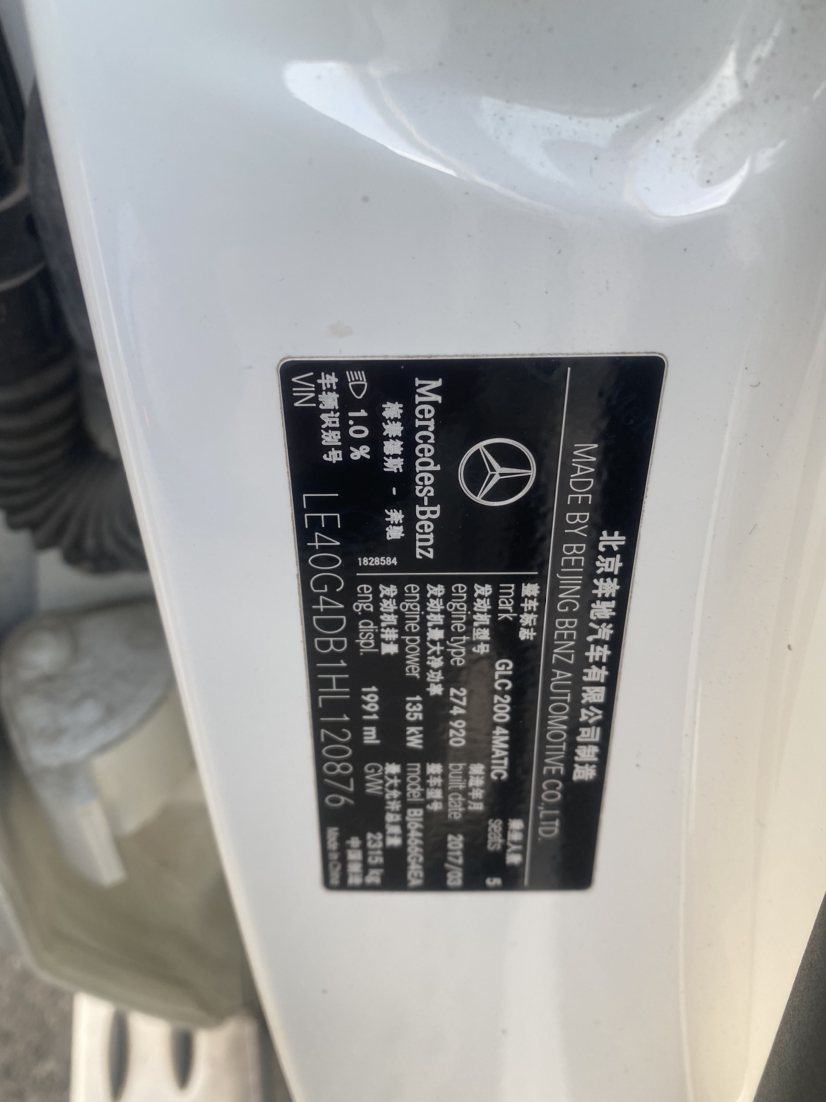 北京奔驰汽车有限公司制造
MADE BY BEIJING BENZ AUTOMOTIVE CO.,LTD.
Mercedes-Benz
梅赛德斯 - 奔驰
1.0 %
1828584
整车标志 乘坐人数
mark GLC 200 4MATIC seats 5
发动机型号 制造年月
engine type 274 920 built date 2017/03
发动机最大净功率 整车型号
engine power 135 kW model BJ6466G4EA
发动机排量 最大允许总质量
eng. displ. 1991 ml GVW 2315 kg
车辆识别号 中国制造
VIN LE40G4DB1HL120876 Made in China